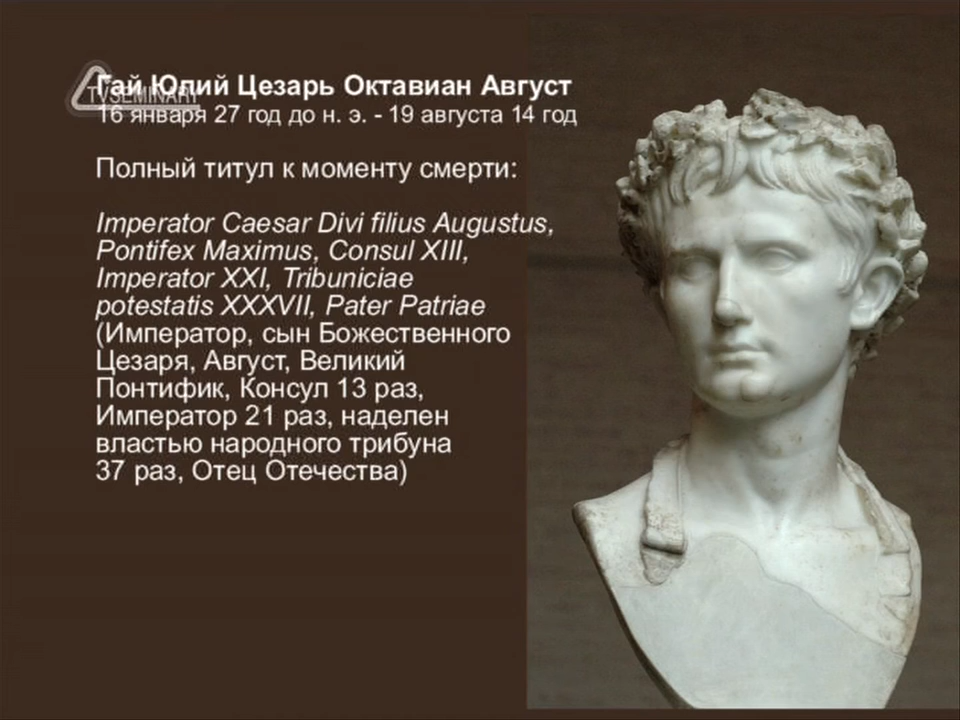 Гай Юлий Цезарь Октавиан Август
TVSEMINARY
16 января 27 год до н. э. - 19 августа 14 год
Полный титул к моменту смерти:
Imperator Caesar Divi filius Augustus,
Pontifex Maximus, Consul XIII,
Imperator XXI, Tribuniciae
potestatis XXXVII, Pater Patriae
(Император, сын Божественного
Цезаря, Август, Великий
Понтифик, Консул 13 раз,
Император 21 раз, наделен
властью народного трибуна
37 раз, Отец Отечества)